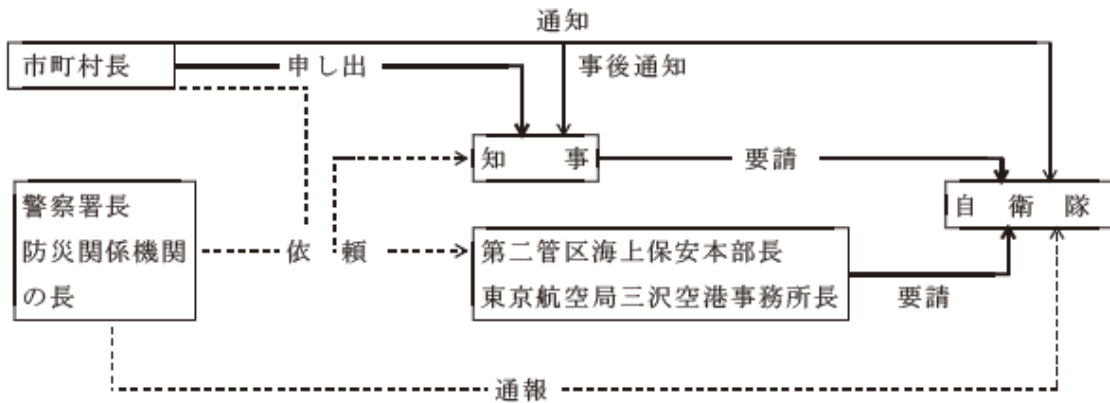 通知
市町村長
申し出
事後通知
知事
要請
自衛隊
警察署長
防災関係機関
の長
依頼
第二管区海上保安本部長
東京航空局三沢空港事務所長
要請
通報